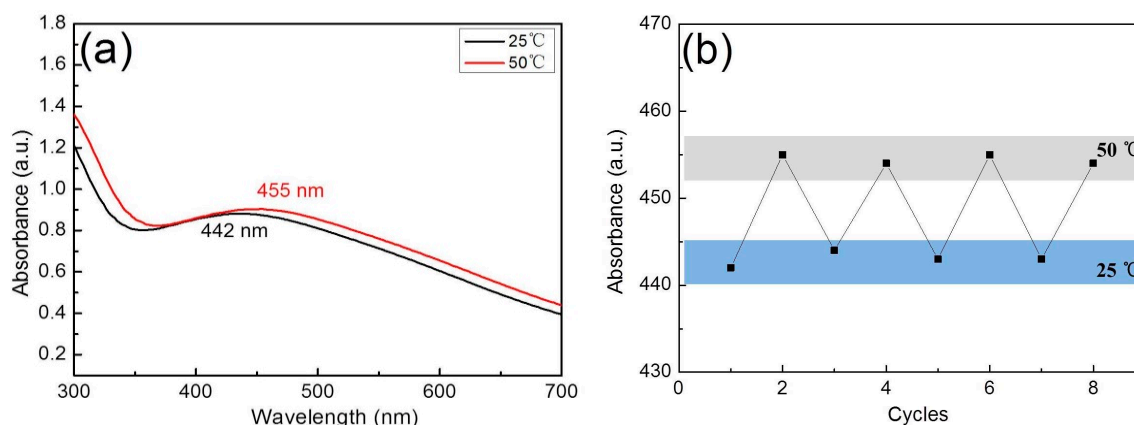 (a)
25℃
50℃
1.8
1.6
1.4
1.2
1.0
0.8
0.6
0.4
0.2
Absorbance (a.u.)
455 nm
442 nm
300 400 500 600 700
Wavelength (nm)
(b)
470
460
450
440
430
Absorbance (a.u.)
50 ℃
25 ℃
0 2 4 6 8
Cycles